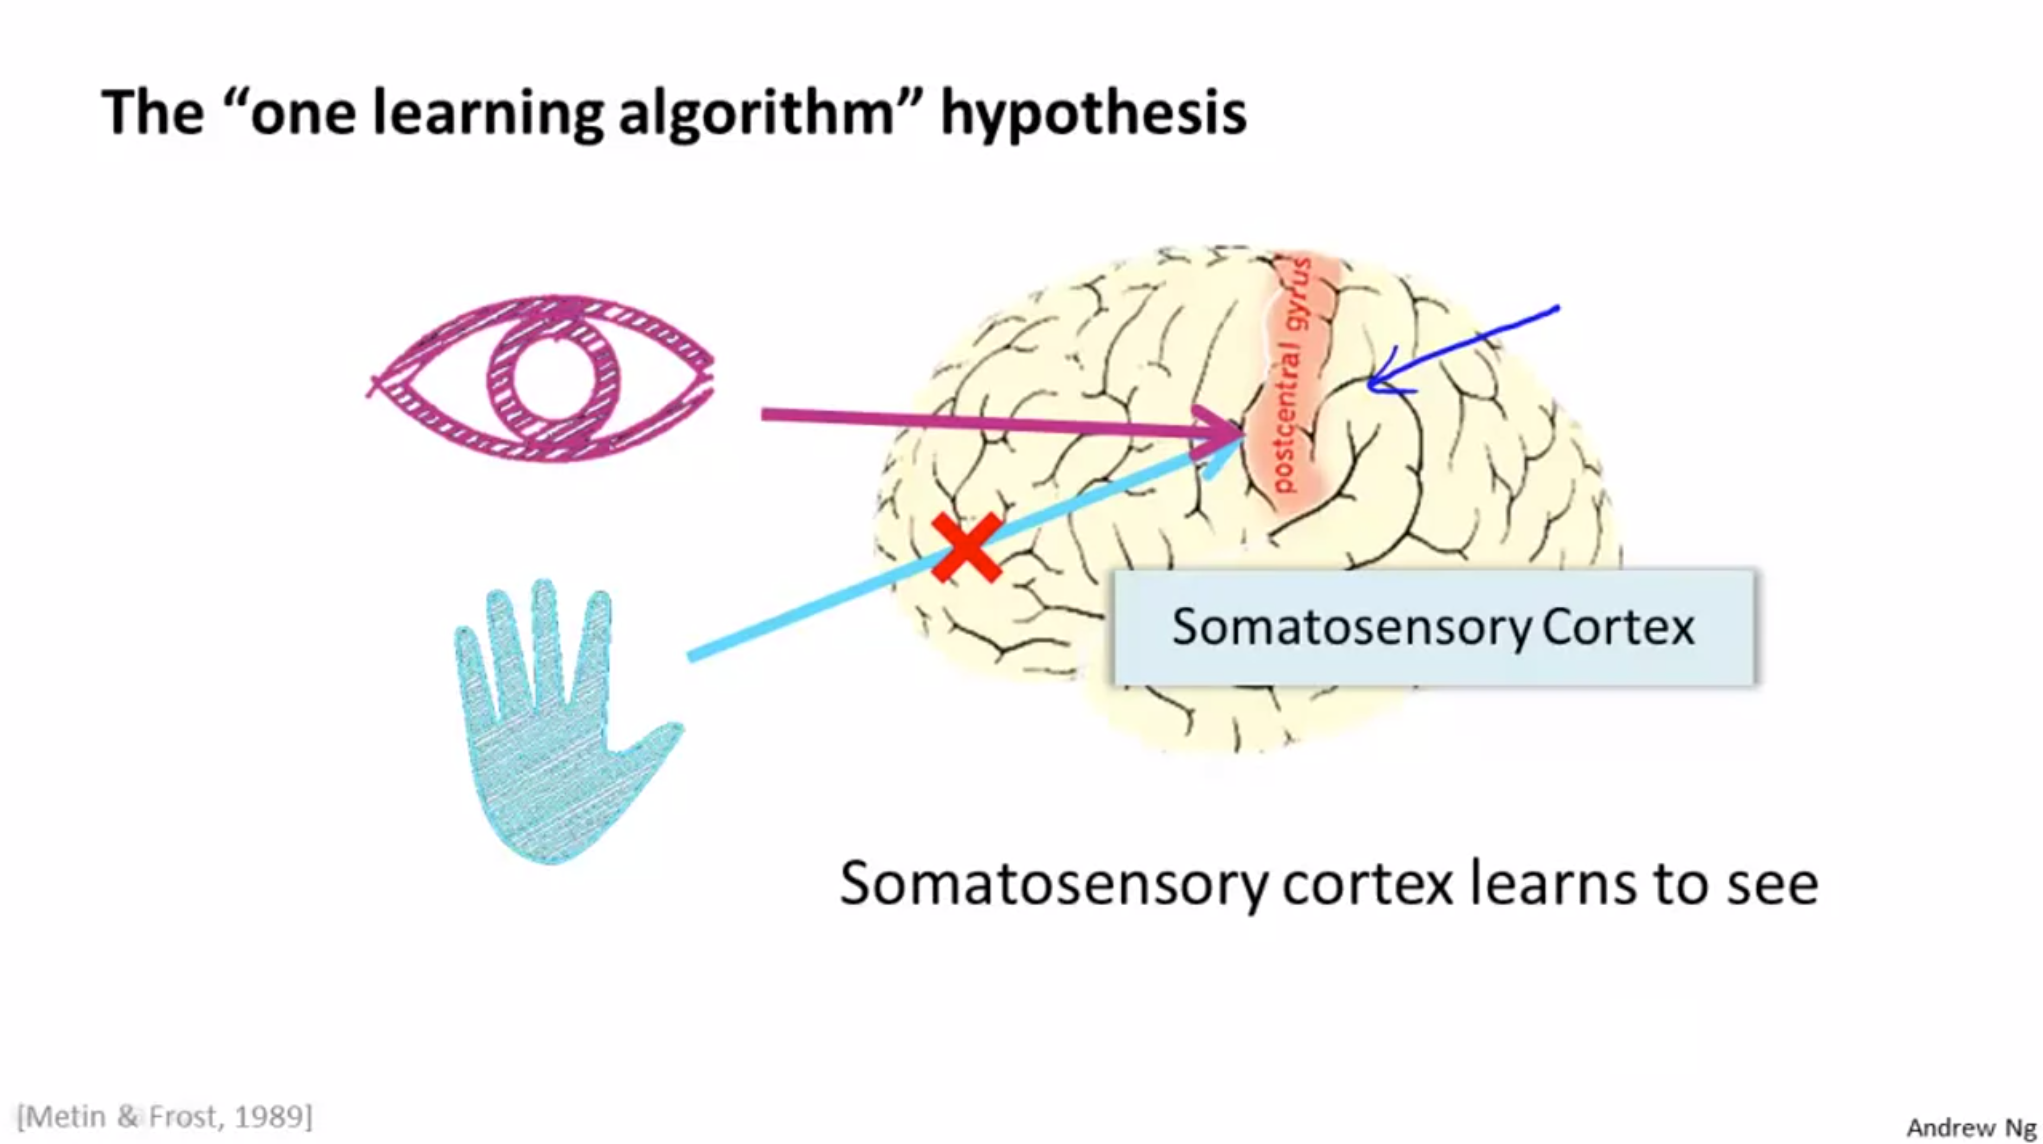 The “one learning algorithm” hypothesis
postcentral gyrus
Somatosensory Cortex
Somatosensory cortex learns to see
[Metin & Frost, 1989]
Andrew Ng